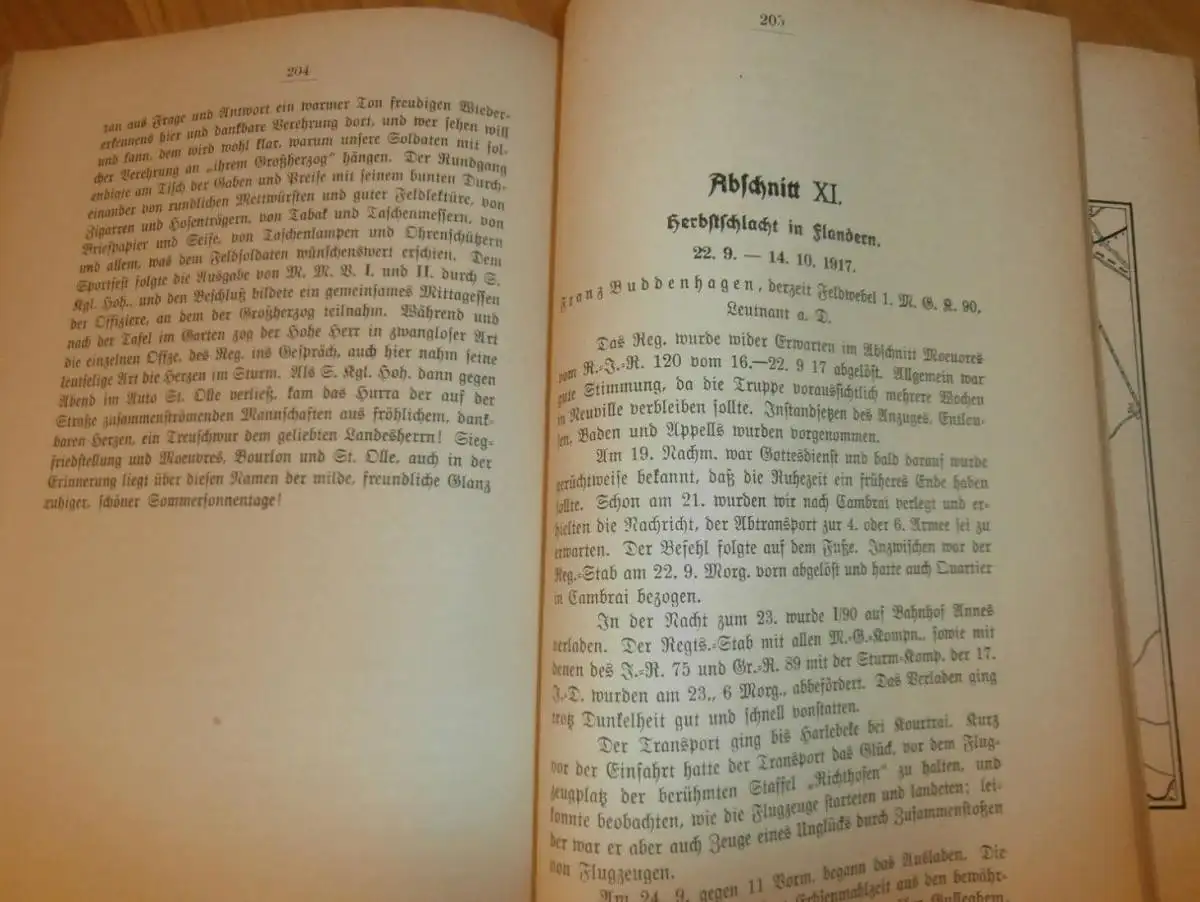 204
ran aus Frage und Antwort ein warmer Ton freudigen Wieder-
erkennens hier und dankbare Verehrung dort, und wer sehen will
und kann, dem wird wohl klar, warum unsere Soldaten mit sol-
cher Verehrung an „ihrem Großherzog“ hängen. Der Rundgang
endigte am Tisch der Gaben und Preise mit seinem bunten Durch-
einander von rundlichen Mettwürsten und guter Feldlektüre, von
Zigarren und Hosenträgern, von Tabak und Taschenmessern, von
Briefpapier und Seife, von Taschenlampen und Ohrenschützern
und allem, was dem Feldsoldaten wünschenswert erschien. Dem
Sportfest folgte die Ausgabe von M. M. V. I. und II. durch S.
Kgl. Hoh., und den Beschluß bildete ein gemeinsames Mittagessen
der Offiziere, an dem der Großherzog teilnahm. Während und
nach der Tafel im Garten zog der Hohe Herr in zwangloser Art
die einzelnen Offze. des Reg. ins Gespräch, auch hier nahm seine
leutselige Art die Herzen im Sturm. Als S. Kgl. Hoh. dann gegen
Abend im Auto St. Olle verließ, kam das Hurra der auf der
Straße zusammenströmenden Mannschaften aus fröhlichem, dank-
baren Herzen, ein Treuschwur dem geliebten Landesherrn! Sieg-
friedstellung und Moeuvres, Bourlon und St. Olle, auch in der
Erinnerung liegt über diesen Namen der milde, freundliche Glanz
ruhiger, schöner Sommersonnentage!
205
Abschnitt XI.
Herbstschlacht in Flandern.
22. 9. — 14. 10. 1917.
Franz Buddenhagen, derzeit Feldwebel 1. M. G. K. 90,
Leutnant a. D.
Das Reg. wurde wider Erwarten im Abschnitt Moeuvres
vom R.-J.-R. 120 vom 16.—22. 9 17 abgelöst. Allgemein war
gute Stimmung, da die Truppe voraussichtlich mehrere Wochen
in Neuville verbleiben sollte. Instandsetzen des Anzuges, Entlau-
sen, Baden und Appells wurden vorgenommen.
Am 19. Nachm. war Gottesdienst und bald darauf wurde
gerüchtweise bekannt, daß die Ruhezeit ein früheres Ende haben
sollte. Schon am 21. wurden wir nach Cambrai verlegt und er-
hielten die Nachricht, der Abtransport zur 4. oder 6. Armee sei zu
erwarten. Der Befehl folgte auf dem Fuße. Inzwischen war der
Reg.-Stab am 22. 9. Morg. vorn abgelöst und hatte auch Quartier
in Cambrai bezogen.
In der Nacht zum 23. wurde I/90 auf Bahnhof Annes
verladen. Der Regts.-Stab mit allen M.-G.-Kompn., sowie mit
denen des J.-R. 75 und Gr.-R. 89 mit der Sturm-Komp. der 17.
J.-D. wurden am 23., 6 Morg., abbefördert. Das Verladen ging
trotz Dunkelheit gut und schnell vonstatten.
Der Transport ging bis Harlebeke bei Kourtrai. Kurz
vor der Einfahrt hatte der Transport das Glück, vor dem Flug-
zeugplatz der berühmten Staffel „Richthofen“ zu halten, und
konnte beobachten, wie die Flugzeuge starteten und landeten; lei-
der war er aber auch Zeuge eines Unglücks durch Zusammenstoßen
von Flugzeugen.
Am 24. 9. gegen 11 Vorm. begann das Ausladen. Die
Erbsenmahlzeit aus den bewähr-
Gulleghem,